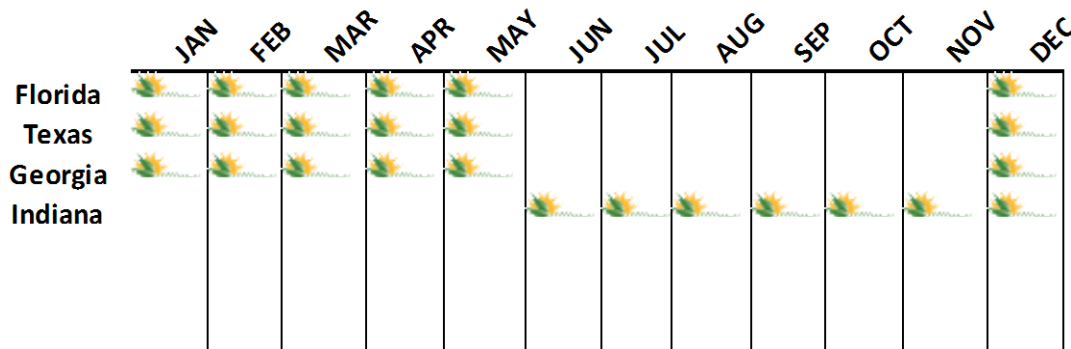 JAN FEB MAR APR MAY JUN JUL AUG SEP OCT NOV DEC
Florida
Texas
Georgia
Indiana